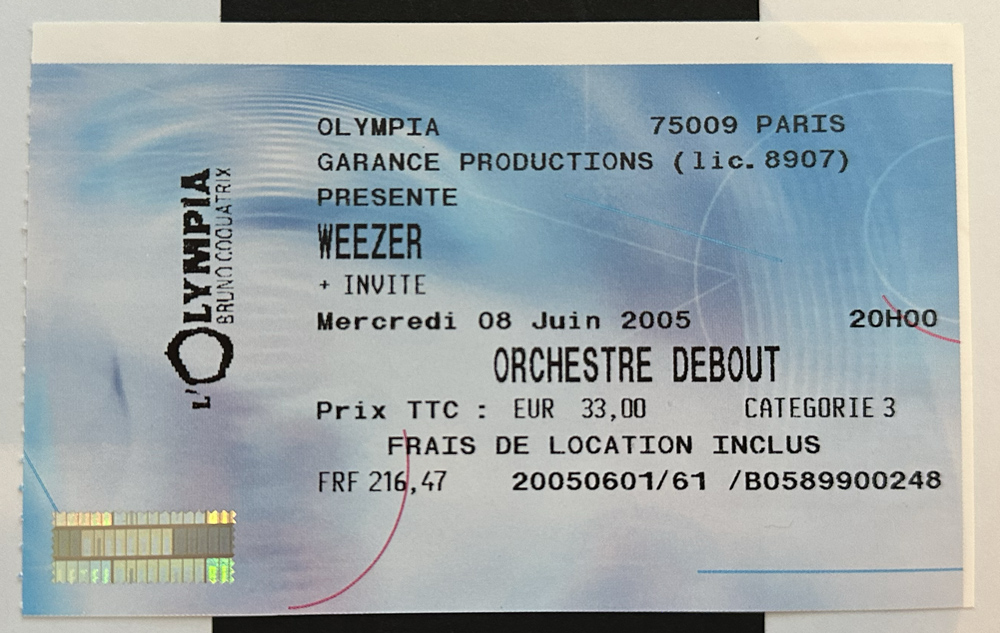 L'OLYMPIA
BRUNO COQUATRIX
OLYMPIA 75009 PARIS
GARANCE PRODUCTIONS (lic. 8907)
PRESENTE
WEEZER
+ INVITE
Mercredi 08 Juin 2005 20H00
ORCHESTRE DEBOUT
Prix TTC : EUR 33,00 CATEGORIE 3
FRAIS DE LOCATION INCLUS
FRF 216,47 20050601/61 /B0589900248